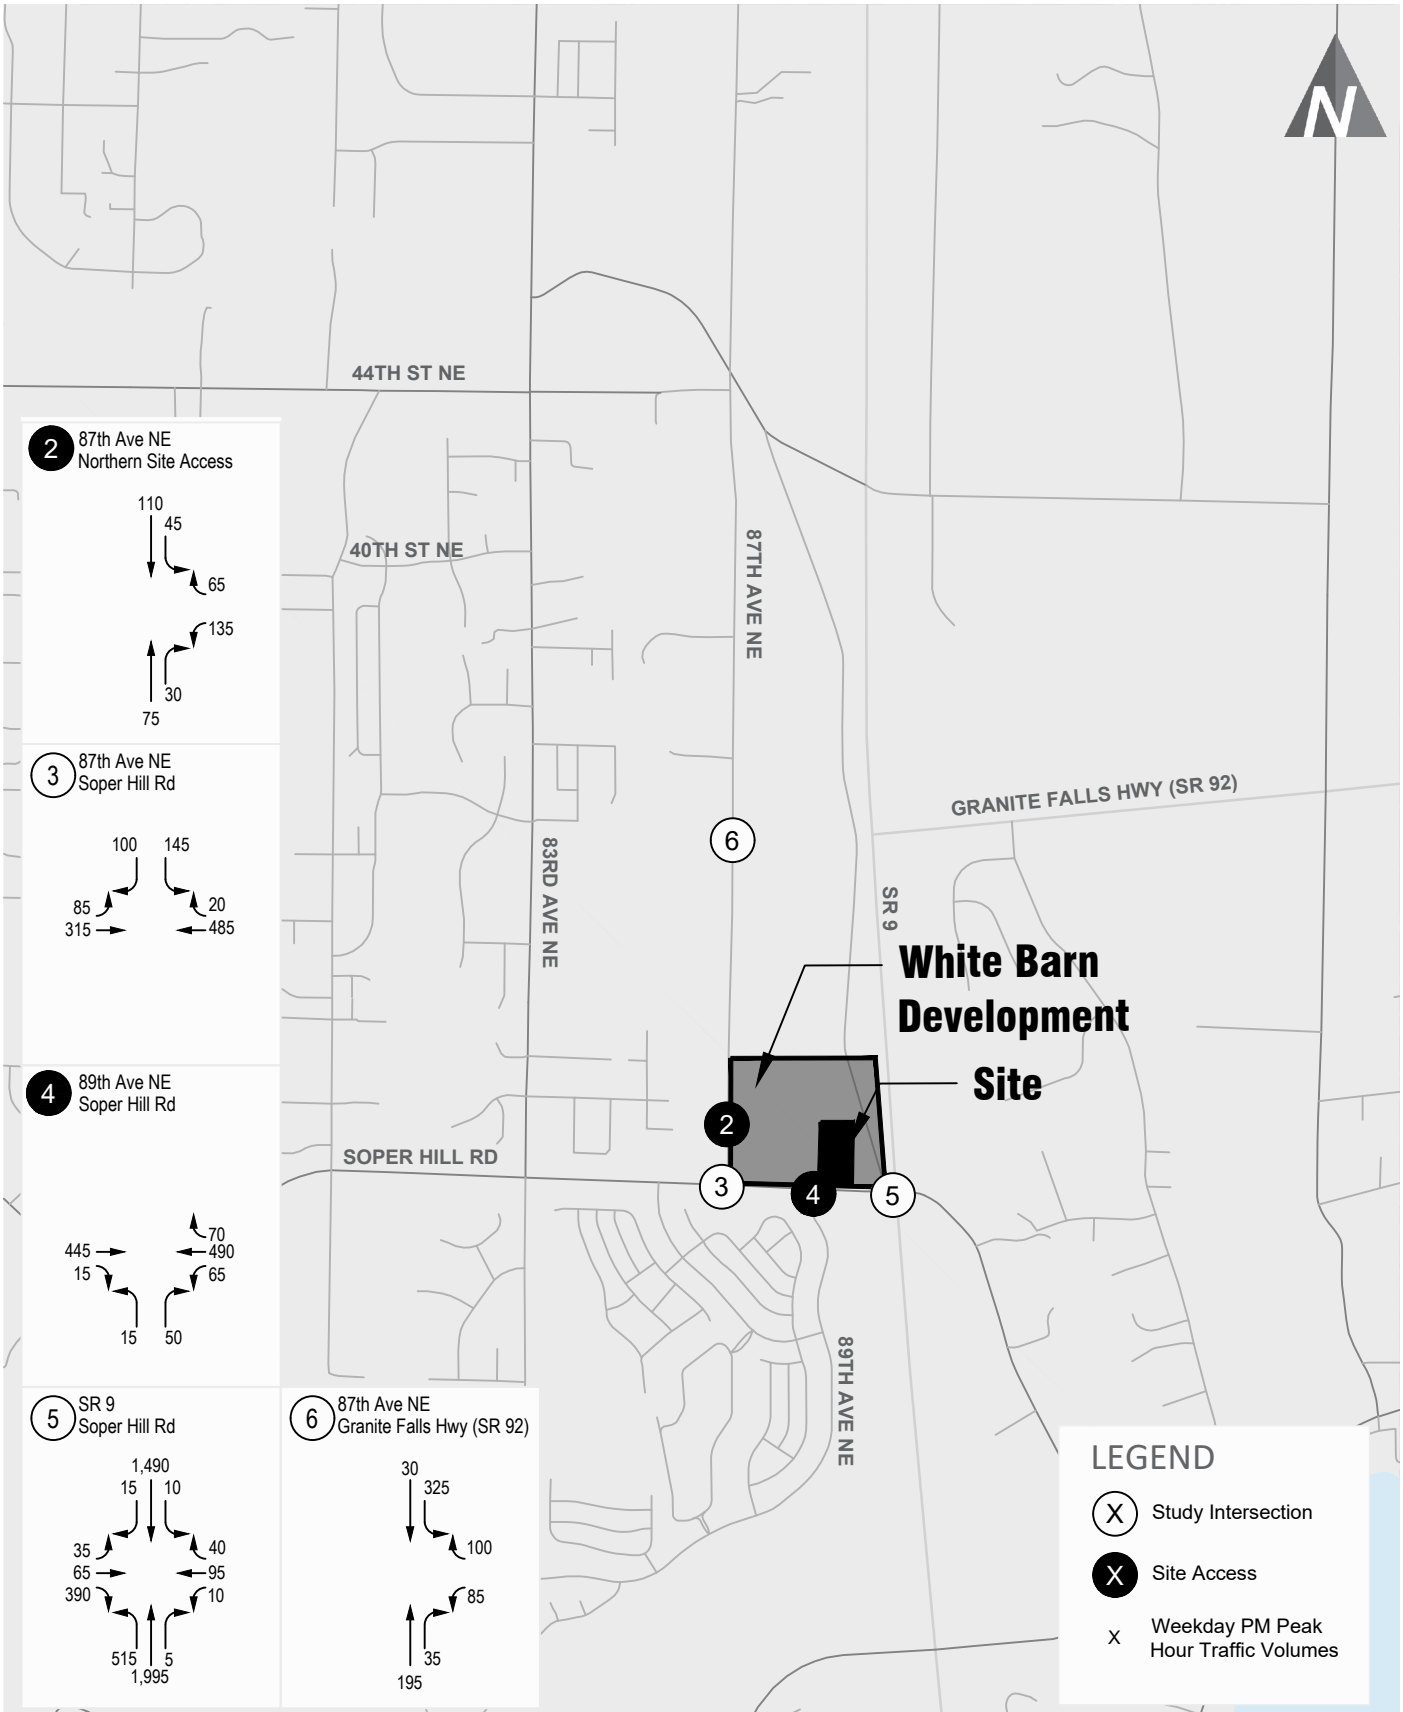 N
44TH ST NE
2
87th Ave NE
Northern Site Access
110
45
65
135
30
75
40TH ST NE
87TH AVE NE
3
87th Ave NE
Soper Hill Rd
100
145
85
20
315
485
6
GRANITE FALLS HWY (SR 92)
83RD AVE NE
SR 9
White Barn
Development
Site
4
89th Ave NE
Soper Hill Rd
70
445
490
15
65
15
50
2
SOPER HILL RD
3
4
5
89TH AVE NE
5
SR 9
Soper Hill Rd
1,490
15
10
35
40
65
95
390
10
515
5
1,995
6
87th Ave NE
Granite Falls Hwy (SR 92)
30
325
100
85
35
195
LEGEND
X
Study Intersection
X
Site Access
X
Weekday PM Peak
Hour Traffic Volumes